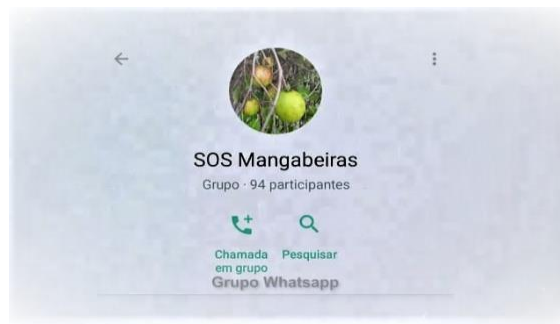 SOS Mangabeiras
Grupo · 94 participantes
Chamada Pesquisar
em grupo
Grupo Whatsapp